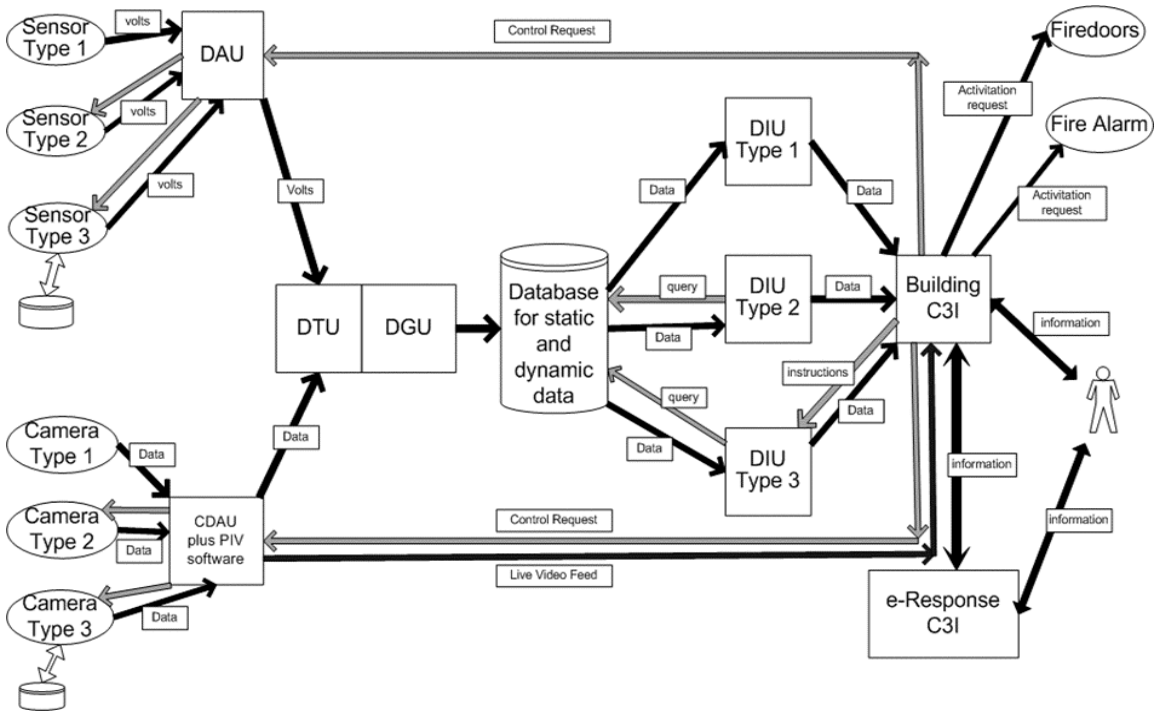 Sensor
Type 1
volts
DAU
Control Request
Firedoors
Sensor
Type 2
volts
Activitation
request
Fire Alarm
Sensor
Type 3
volts
Volts
DIU
Type 1
Data
Data
Activitation
request
DTU
DGU
Database
for static
and
dynamic
data
query
Data
DIU
Type 2
Data
Building
C3I
information
instructions
query
Data
Data
DIU
Type 3
Camera
Type 1
Data
Data
information
Camera
Type 2
Data
CDAU
plus PIV
software
Control Request
Live Video Feed
information
Camera
Type 3
Data
e-Response
C3I